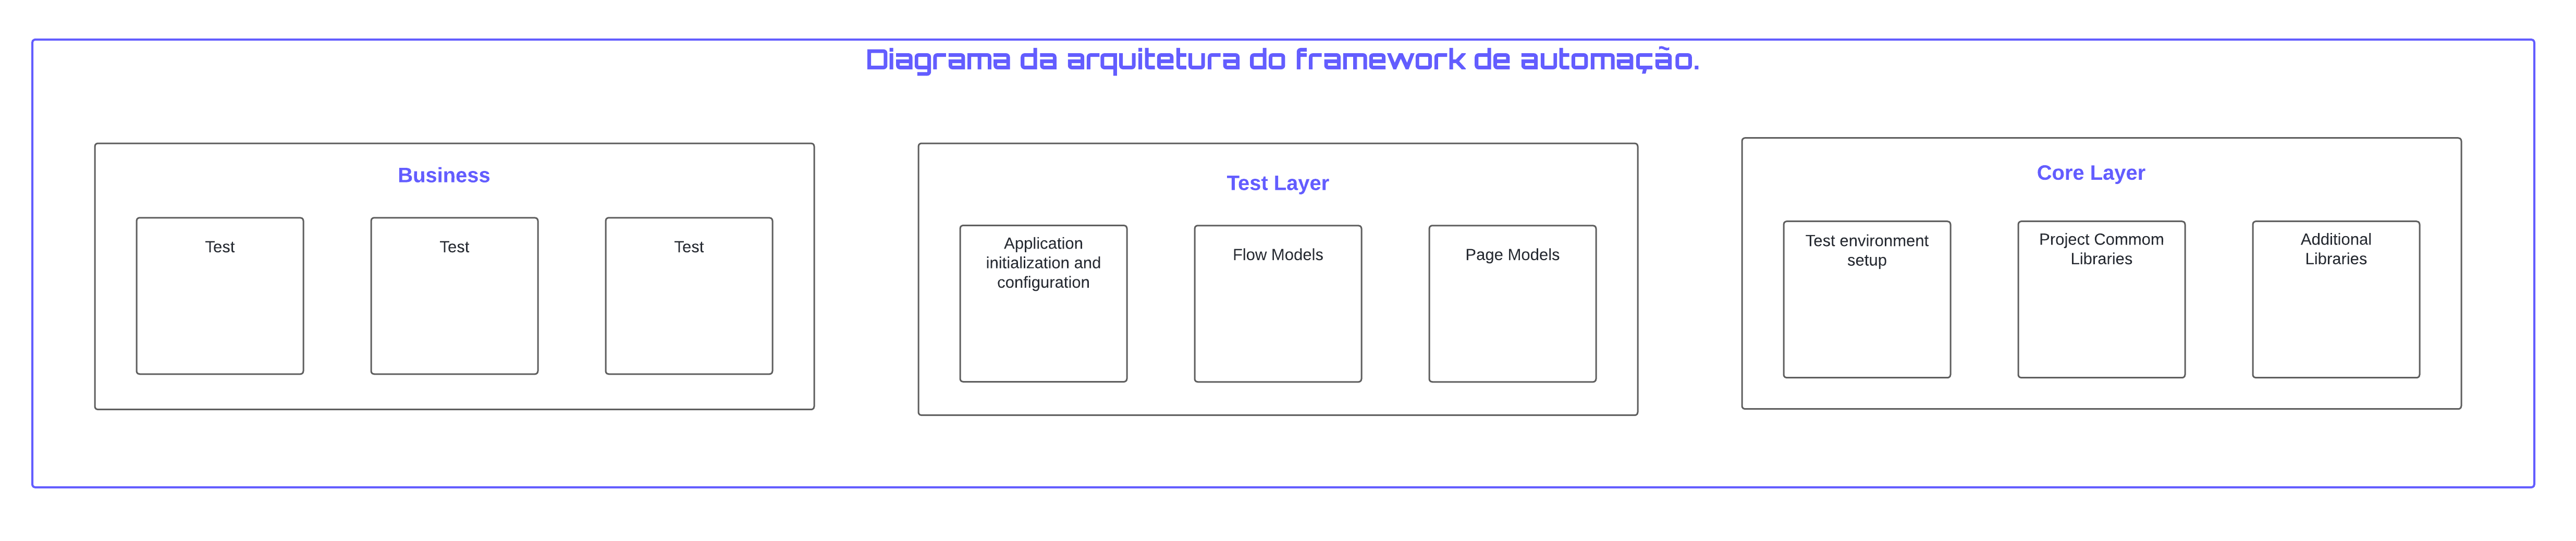 Diagrama da arquitetura do framework de automação.
Business
Test
Test
Test
Test Layer
Application
initialization and
configuration
Flow Models
Page Models
Core Layer
Test environment
setup
Project Commom
Libraries
Additional
Libraries